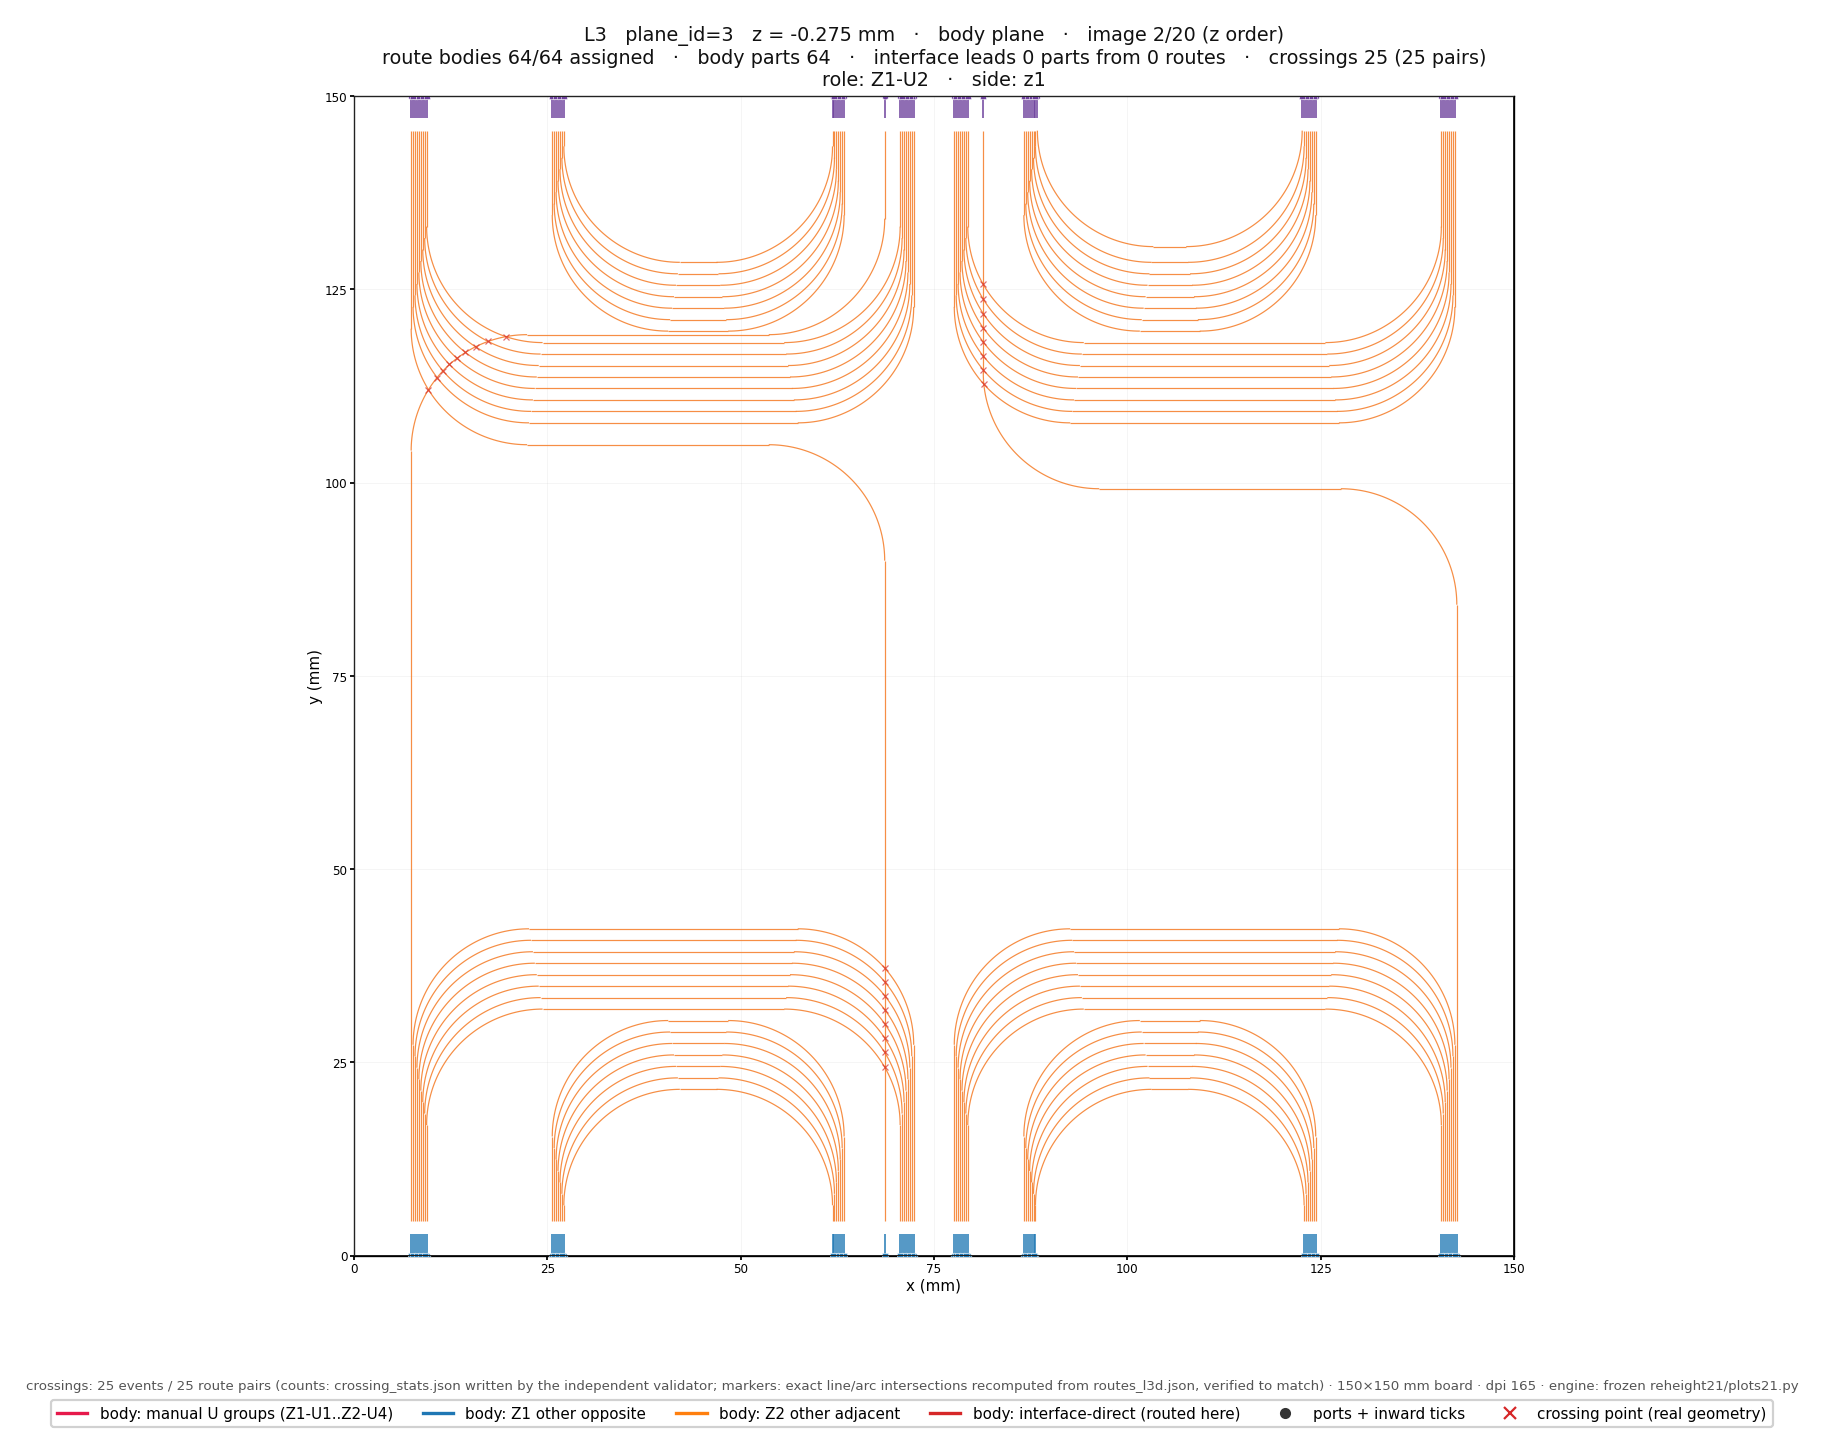 L3 plane_id=3 z = -0.275 mm · body plane · image 2/20 (z order)
route bodies 64/64 assigned · body parts 64 · interface leads 0 parts from 0 routes · crossings 25 (25 pairs)
role: Z1-U2 · side: z1
150
125
100
75
50
25
0
y (mm)
0 25 50 75 100 125 150
x (mm)
crossings: 25 events / 25 route pairs (counts: crossing_stats.json written by the independent validator; markers: exact line/arc intersections recomputed from routes_l3d.json, verified to match) · 150×150 mm board · dpi 165 · engine: frozen reheight21/plots21.py
body: manual U groups (Z1-U1..Z2-U4) body: Z1 other opposite body: Z2 other adjacent body: interface-direct (routed here) ports + inward ticks crossing point (real geometry)